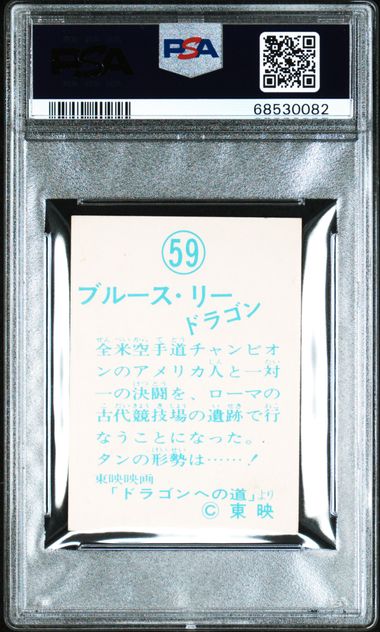 PSA
PSA
68530082
59
ブルース・リー
ドラゴン
全米空手道チャンピオ
ンのアメリカ人と一対
一の決闘を、ローマの
古代競技場の遺跡で行
なうことになった。.
タンの形勢は……！
東映映画
「ドラゴンへの道」より
© 東映